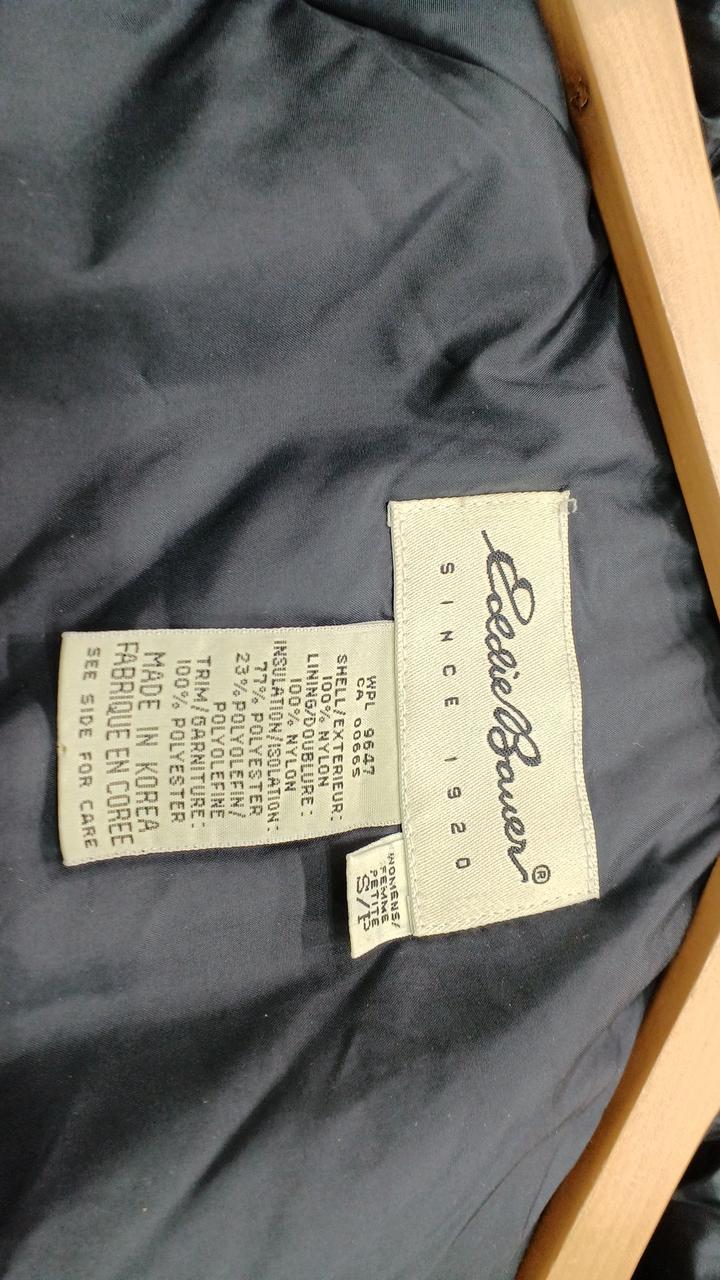 Eddie Bauer®
SINCE 1920
WOMENS/
FEMME
PETITE
S/P
WPL 9647
CA 00665
SHELL/EXTERIEUR:
100% NYLON
LINING/DOUBLURE:
100% NYLON
INSULATION/ISOLATION:
77% POLYESTER
23% POLYOLEFIN/
POLYOLEFINE
TRIM/GARNITURE:
100% POLYESTER
MADE IN KOREA
FABRIQUE EN COREE
SEE SIDE FOR CARE